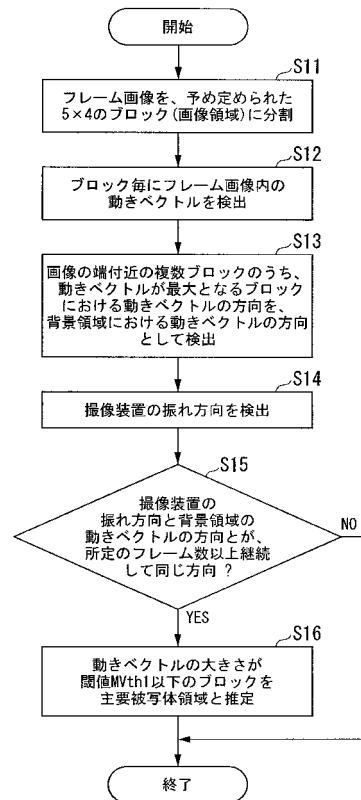 開始
S11
フレーム画像を、予め定められた
5×4のブロック(画像領域)に分割
S12
ブロック毎にフレーム画像内の
動きベクトルを検出
S13
画像の端付近の複数ブロックのうち、
動きベクトルが最大となるブロック
における動きベクトルの方向を、
背景領域における動きベクトルの方向
として検出
S14
撮像装置の振れ方向を検出
S15
撮像装置の
振れ方向と背景領域の
動きベクトルの方向とが、
所定のフレーム数以上継続
して同じ方向 ?
NO
YES
S16
動きベクトルの大きさが
閾値MVth1以下のブロックを
主要被写体領域と推定
終了